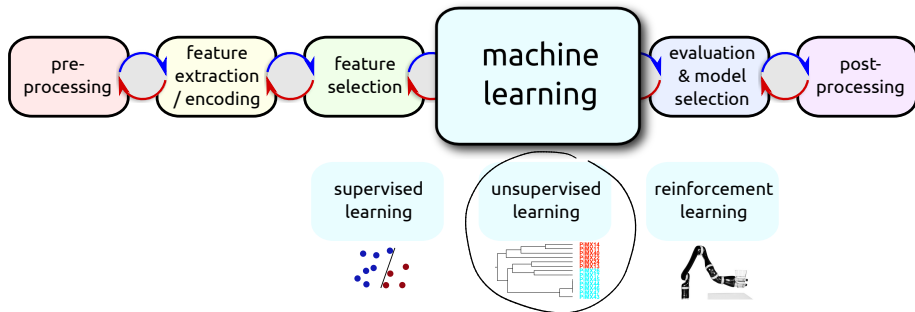 pre-
processing
feature
extraction
/ encoding
feature
selection
machine
learning
evaluation
& model
selection
post-
processing
supervised
learning
unsupervised
learning
reinforcement
learning